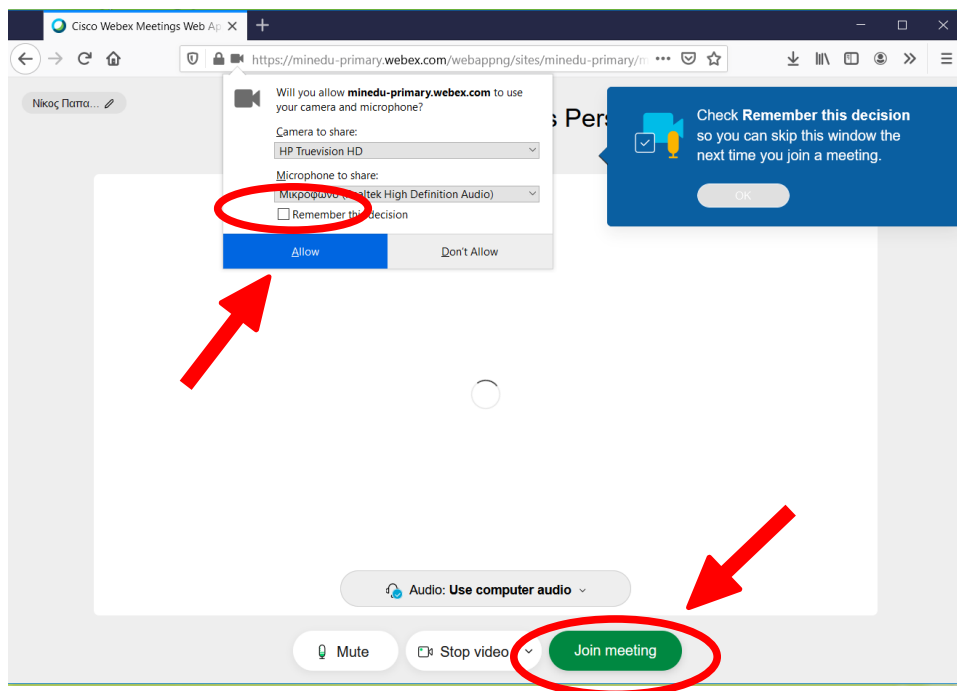 Cisco Webex Meetings Web Ap
https://minedu-primary.webex.com/webappng/sites/minedu-primary/m
Νίκος Παπα...
Will you allow minedu-primary.webex.com to use
your camera and microphone?
Camera to share:
HP Truevision HD
Microphone to share:
Μικρόφωνο (Realtek High Definition Audio)
Remember this decision
Allow
Don't Allow
s Pers
Check Remember this decision
so you can skip this window the
next time you join a meeting.
OK
Audio: Use computer audio
Mute
Stop video
Join meeting